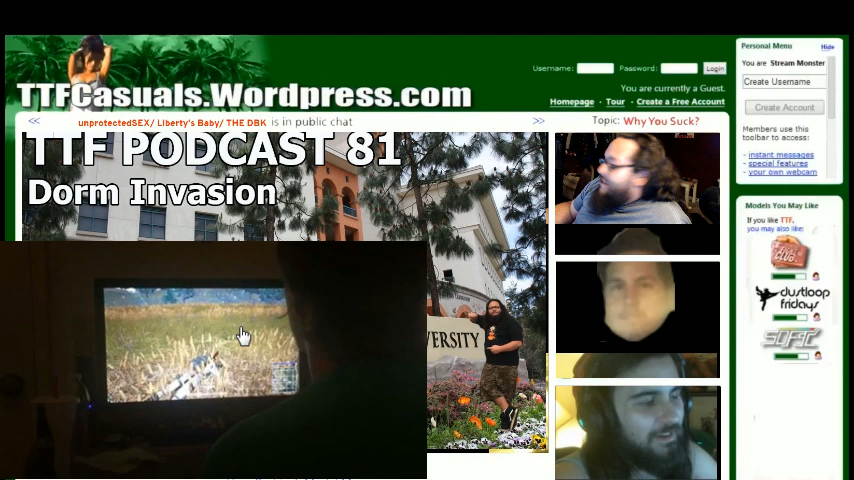 Personal Menu
Hide
You are Stream Monster
Create Username
Create Account
Members use this
toolbar to access:
- instant messages
- special features
- your own webcam
Username:
Password:
Login
You are currently a Guest.
Homepage · Tour · Create a Free Account
TTFCasuals.Wordpress.com
<<
unprotectedSEX/ Liberty's Baby/ THE DBK is in public chat
>>
Topic: Why You Suck?
TTF PODCAST 81
Dorm Invasion
VERSITY
Models You May Like
If you like TTF,
you may also like:
CLUB
dustloop
fridays